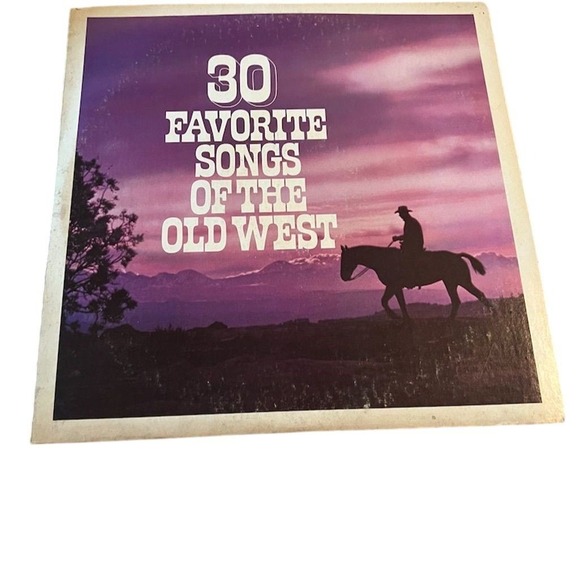 30
FAVORITE
SONGS
OF THE
OLD WEST